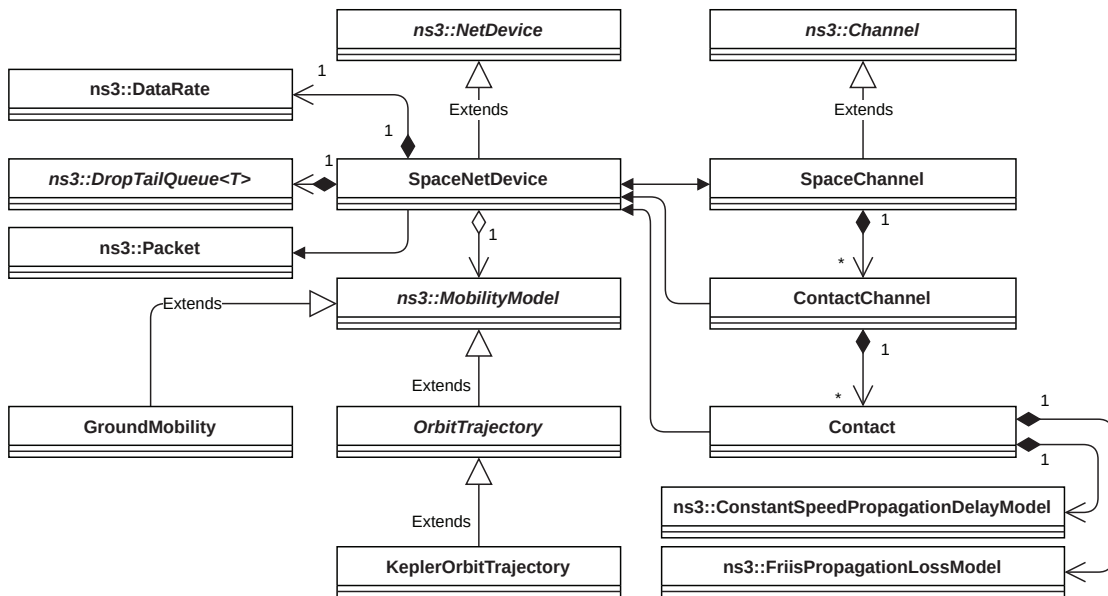 ns3::NetDevice
ns3::Channel
ns3::DataRate
1
Extends
Extends
1
ns3::DropTailQueue<T>
1
SpaceNetDevice
SpaceChannel
ns3::Packet
1
1
*
ns3::MobilityModel
ContactChannel
Extends
1
Extends
*
GroundMobility
OrbitTrajectory
Contact
1
1
ns3::ConstantSpeedPropagationDelayModel
Extends
KeplerOrbitTrajectory
ns3::FriisPropagationLossModel